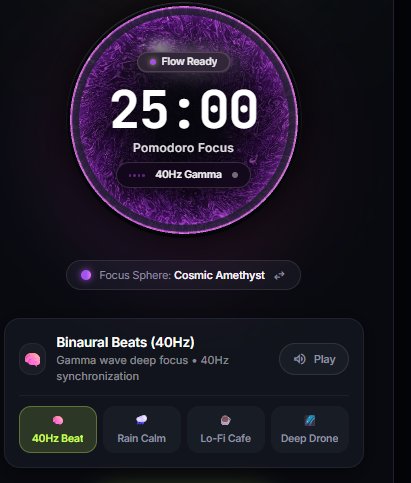 Flow Ready
25:00
Pomodoro Focus
40Hz Gamma
Focus Sphere: Cosmic Amethyst
Binaural Beats (40Hz)
Gamma wave deep focus • 40Hz
synchronization
Play
40Hz Beat
Rain Calm
Lo-Fi Cafe
Deep Drone